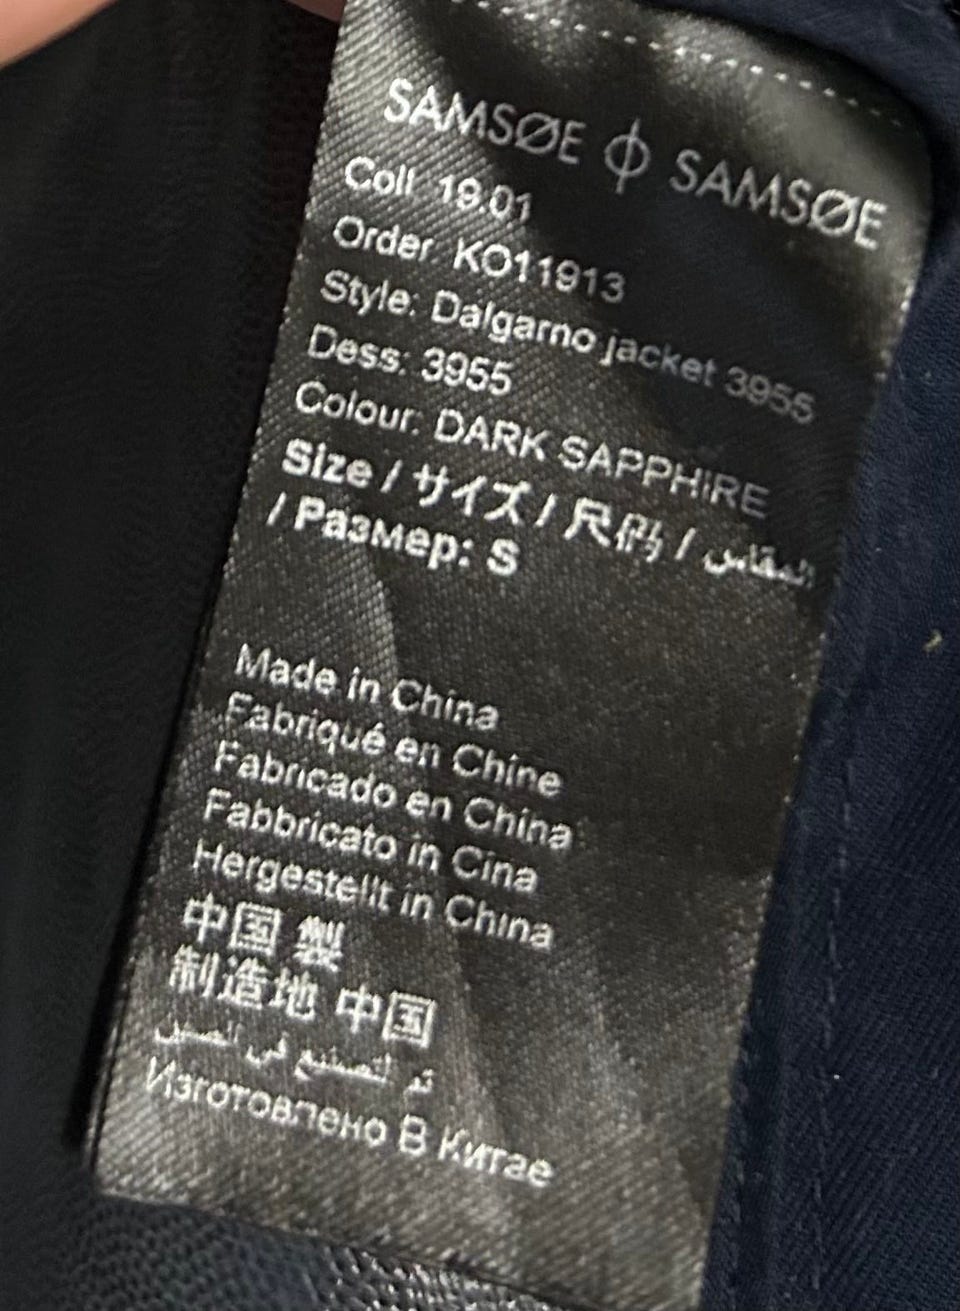 SAMSØE ϕ SAMSØE
Coll 19.01
Order KO11913
Style: Dalgarno jacket 3955
Dess: 3955
Colour: DARK SAPPHIRE
Size / サイズ / 尺码 / المقاس
/ Размер: S
Made in China
Fabriqué en Chine
Fabricado en China
Fabbricato in Cina
Hergestellt in China
中国 製
制造地 中国
تم لتصنيع في الصين
Изготовлено В Китае